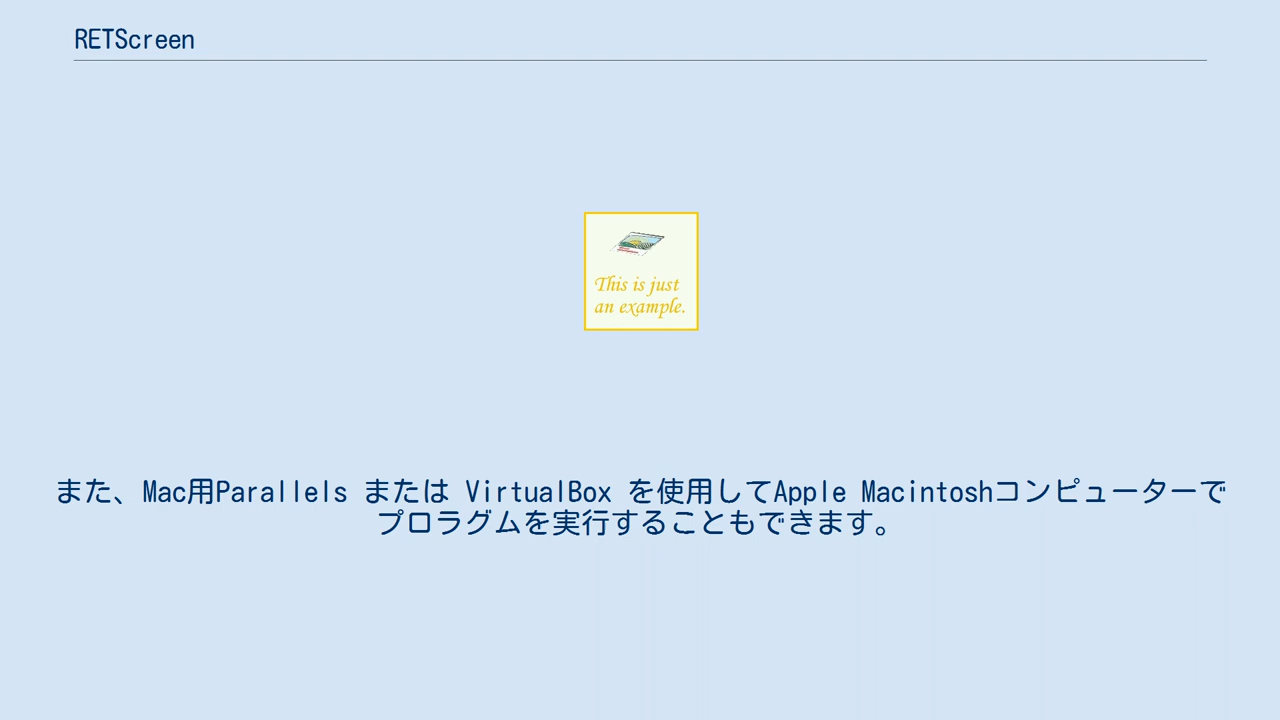 RETScreen
This is just
an example.
また、Mac用Parallels または VirtualBox を使用してApple Macintoshコンピューターで
プロラグムを実行することもできます。